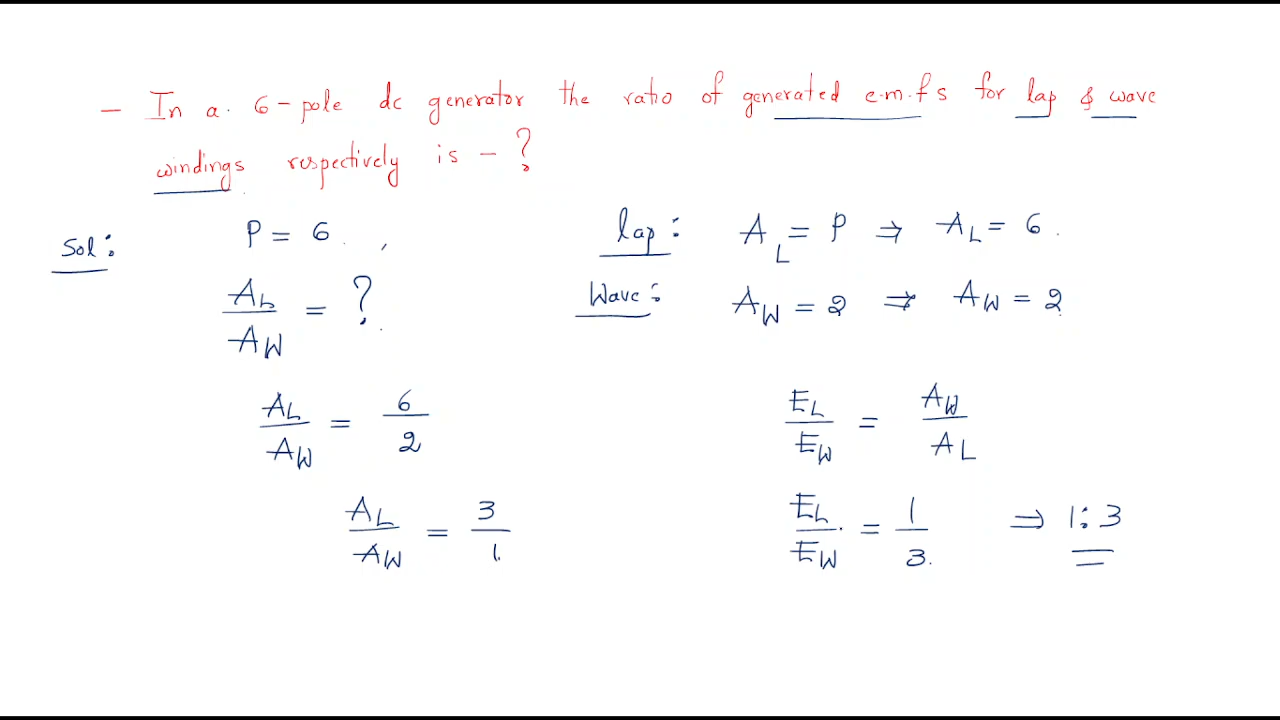 - In a. 6-pole dc generator the ratio of generated e.m.f s for lap & wave
windings respectively is - ?
Sol:
P = 6
A_L / A_W = ?
A_L / A_W = 6 / 2
A_L / A_W = 3 / 1.
lap: A_L = P ⇒ A_L = 6.
Wave: A_W = 2 ⇒ A_W = 2
E_L / E_W = A_W / A_L
E_L / E_W = 1 / 3. ⇒ 1:3